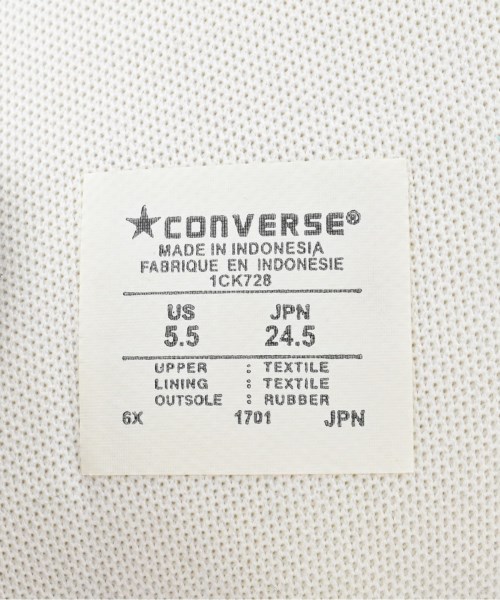 ★CONVERSE®
MADE IN INDONESIA
FABRIQUE EN INDONÉSIE
1CK728
US JPN
5.5 24.5
UPPER : TEXTILE
LINING : TEXTILE
OUTSOLE : RUBBER
6X 1701 JPN